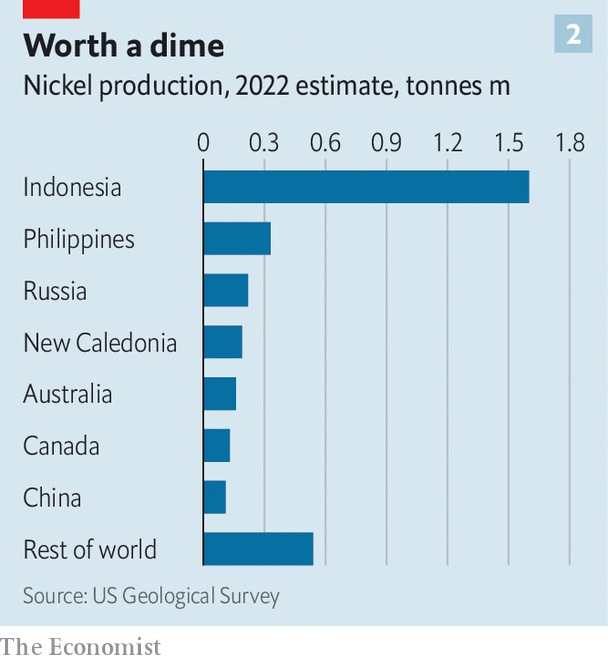 Worth a dime
2
Nickel production, 2022 estimate, tonnes m
0 0.3 0.6 0.9 1.2 1.5 1.8
Indonesia
Philippines
Russia
New Caledonia
Australia
Canada
China
Rest of world
Source: US Geological Survey
The Economist